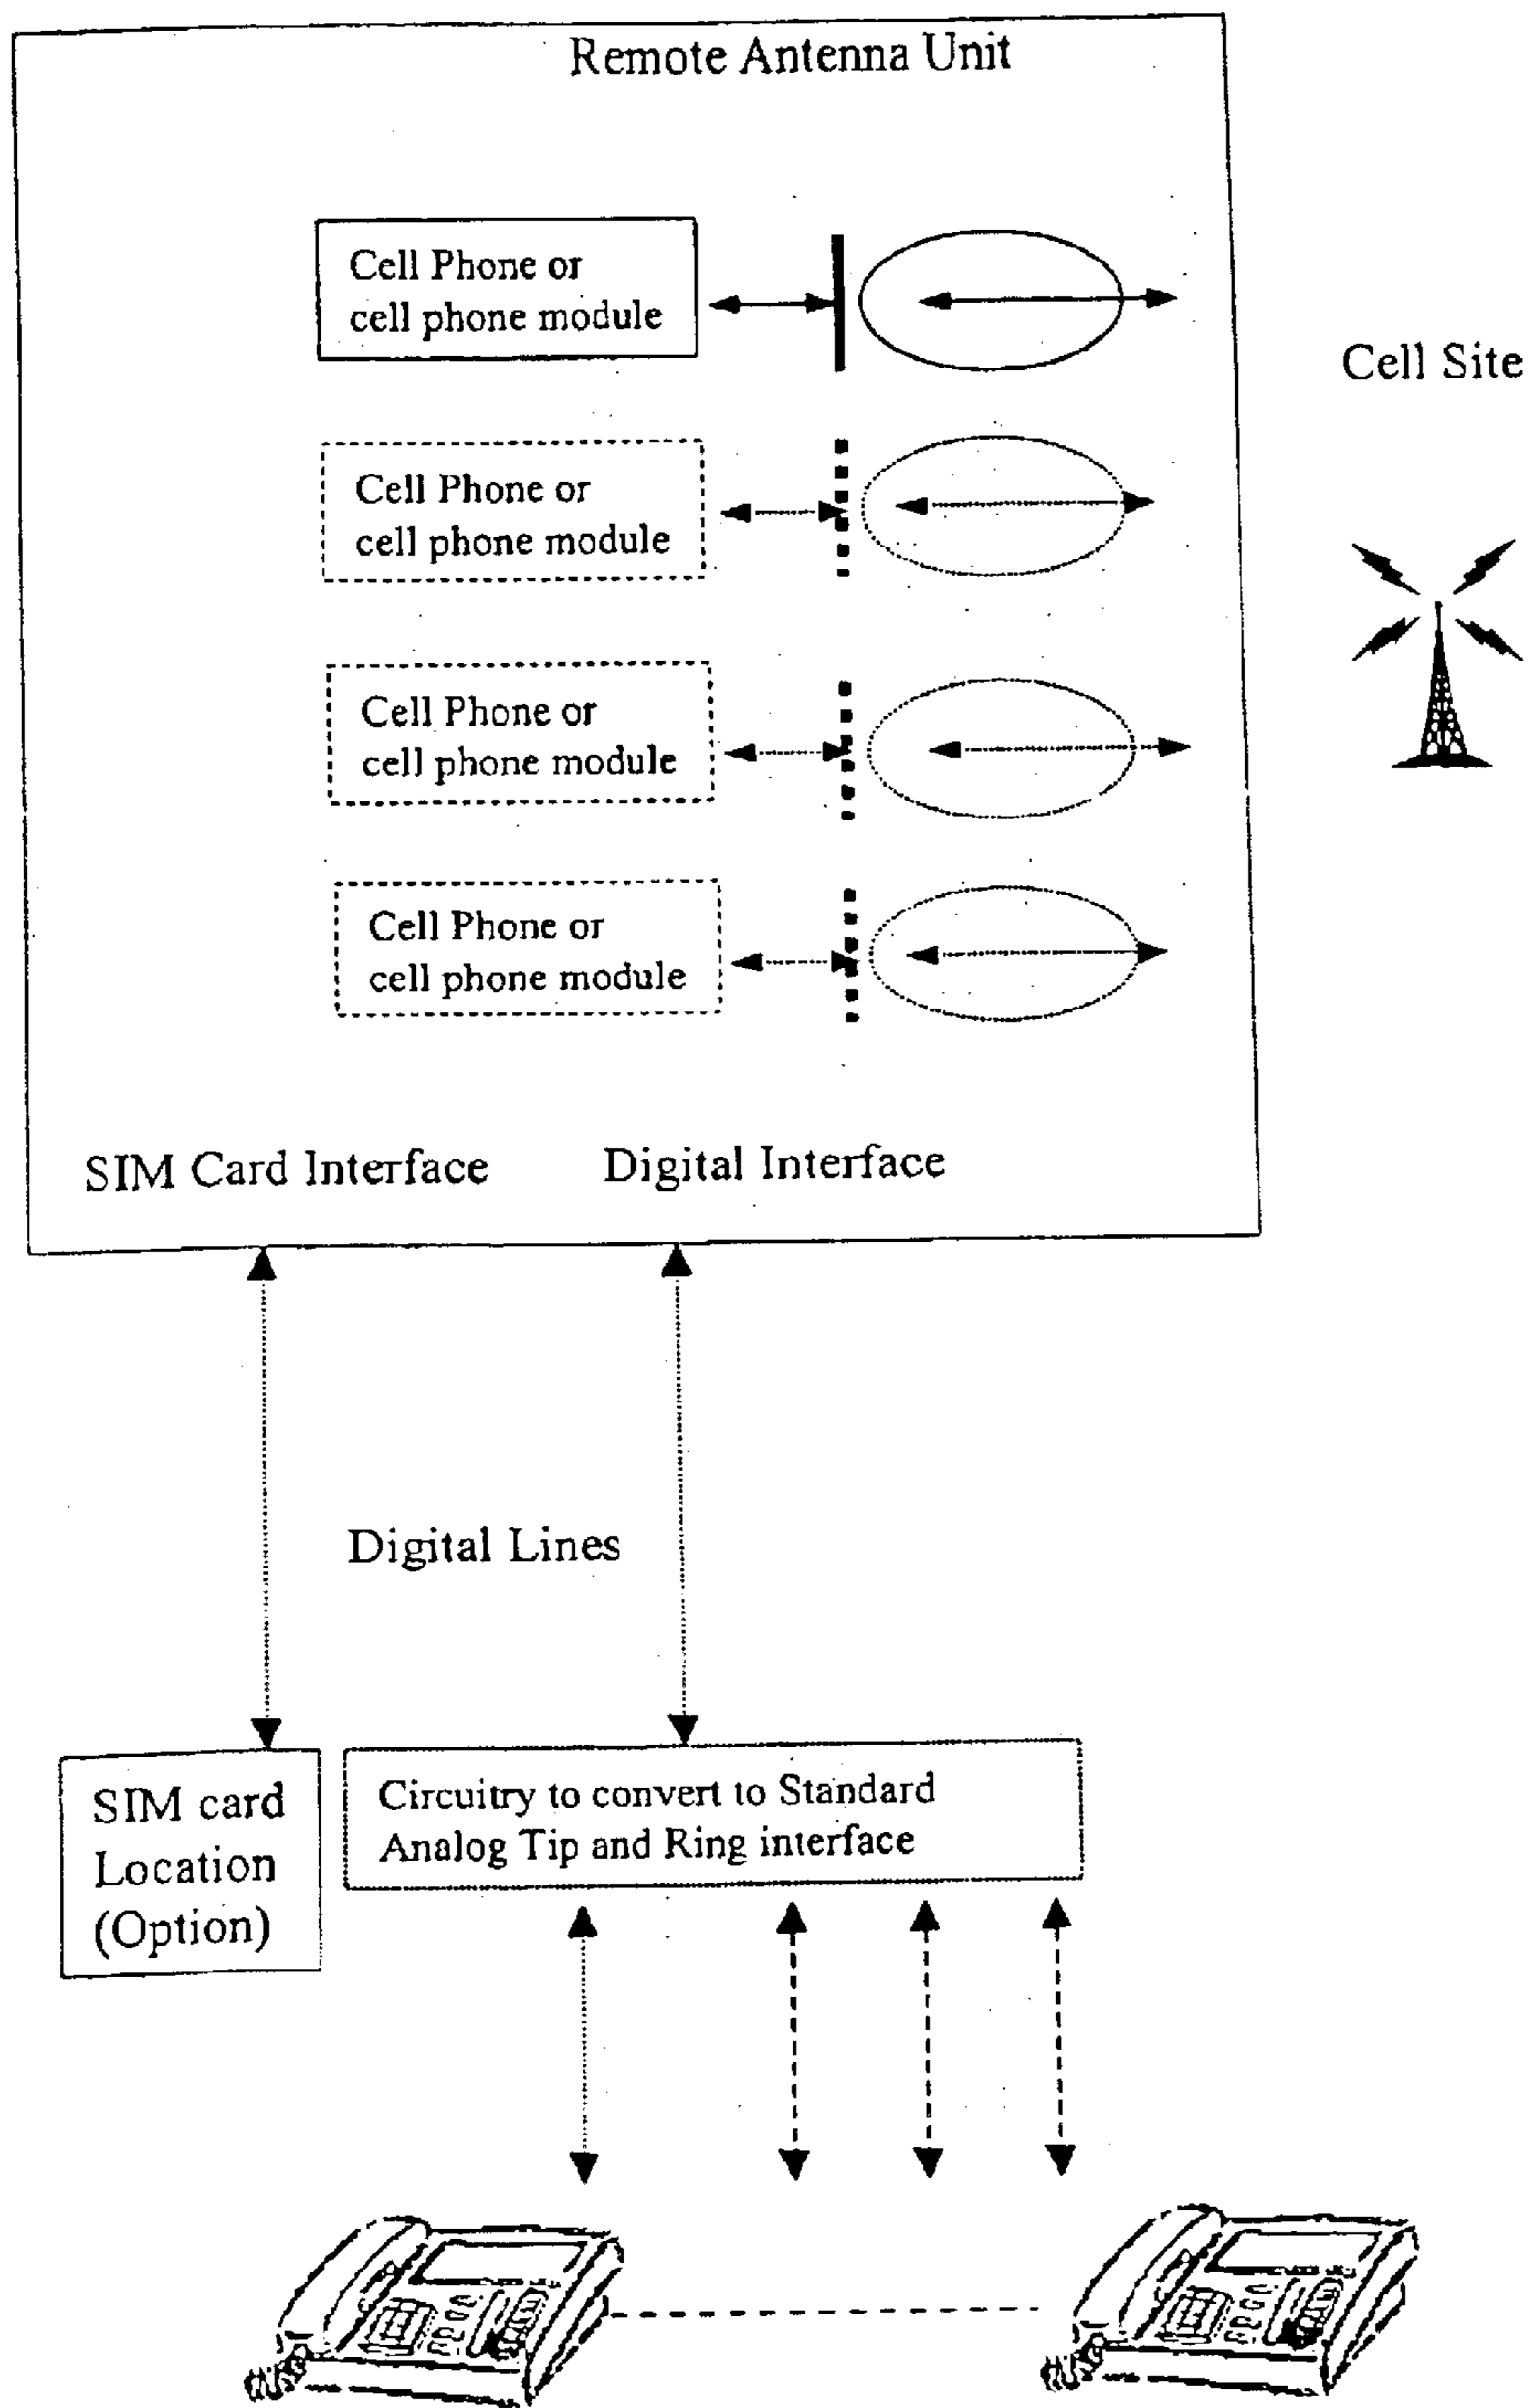 Remote Antenna Unit
Cell Phone or
cell phone module
Cell Site
Cell Phone or
cell phone module
Cell Phone or
cell phone module
Cell Phone or
cell phone module
SIM Card Interface
Digital Interface
Digital Lines
SIM card
Location
(Option)
Circuitry to convert to Standard
Analog Tip and Ring interface